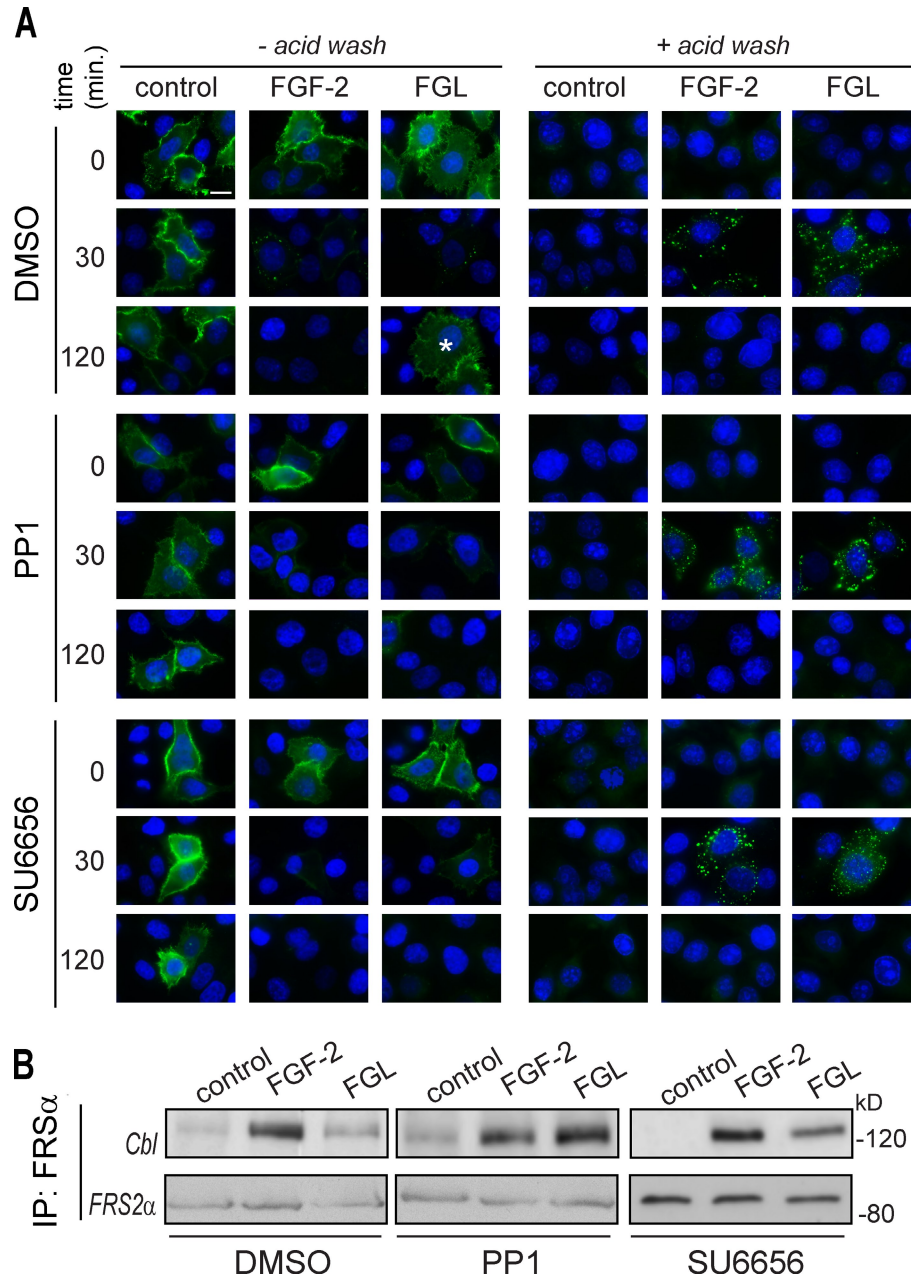 A
- acid wash
+ acid wash
time (min.)
control FGF-2 FGL control FGF-2 FGL
DMSO
0
30
120
*
PP1
0
30
120
SU6656
0
30
120
B
control FGF-2 FGL control FGF-2 FGL control FGF-2 FGL
kD
IP: FRSα
Cbl
-120
FRS2α
-80
DMSO PP1 SU6656